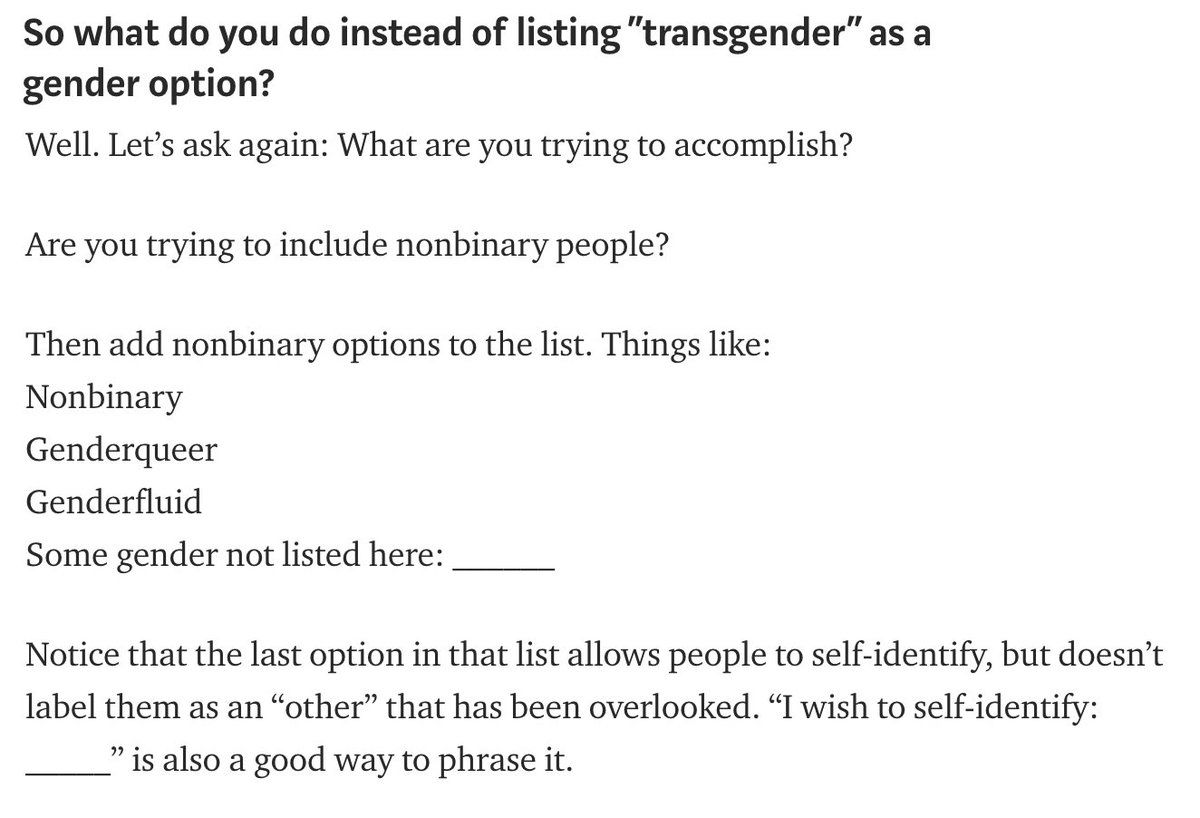 So what do you do instead of listing "transgender" as a
gender option?
Well. Let’s ask again: What are you trying to accomplish?
Are you trying to include nonbinary people?
Then add nonbinary options to the list. Things like:
Nonbinary
Genderqueer
Genderfluid
Some gender not listed here: ______
Notice that the last option in that list allows people to self-identify, but doesn’t
label them as an “other” that has been overlooked. “I wish to self-identify:
_____” is also a good way to phrase it.